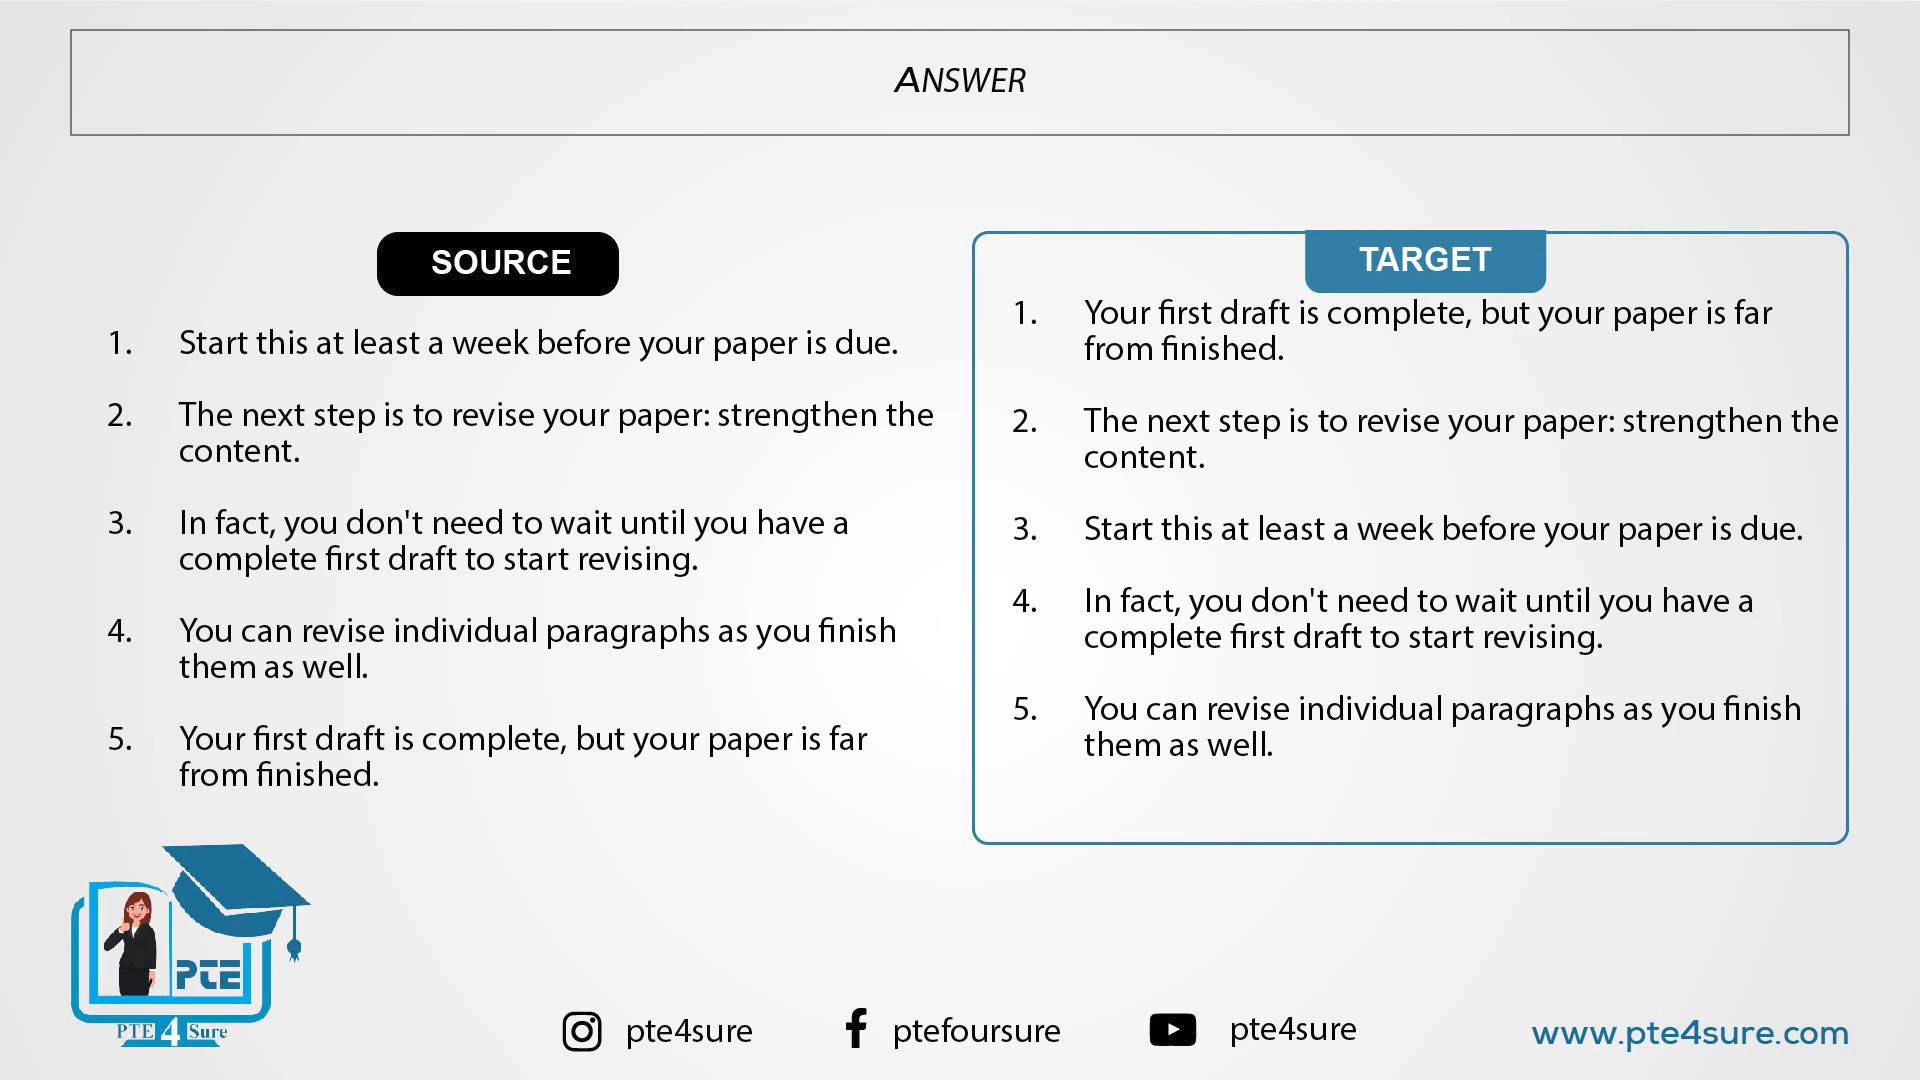 ANSWER
SOURCE
1. Start this at least a week before your paper is due.
2. The next step is to revise your paper: strengthen the
content.
3. In fact, you don't need to wait until you have a
complete first draft to start revising.
4. You can revise individual paragraphs as you finish
them as well.
5. Your first draft is complete, but your paper is far
from finished.
TARGET
1. Your first draft is complete, but your paper is far
from finished.
2. The next step is to revise your paper: strengthen the
content.
3. Start this at least a week before your paper is due.
4. In fact, you don't need to wait until you have a
complete first draft to start revising.
5. You can revise individual paragraphs as you finish
them as well.
PTE
PTE 4 Sure
pte4sure
ptefoursure
pte4sure
www.pte4sure.com